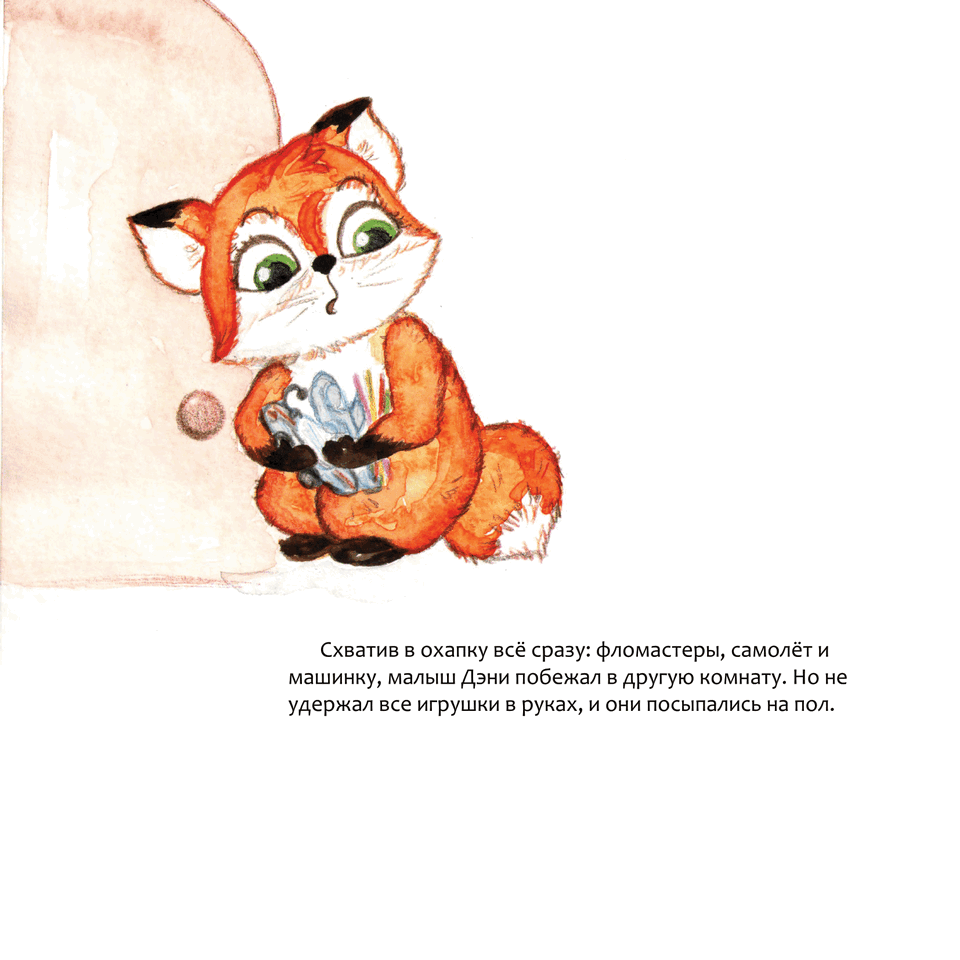 Схватив в охапку всё сразу: фломастеры, самолёт и
машинку, малыш Дэни побежал в другую комнату. Но не
удержал все игрушки в руках, и они посыпались на пол.